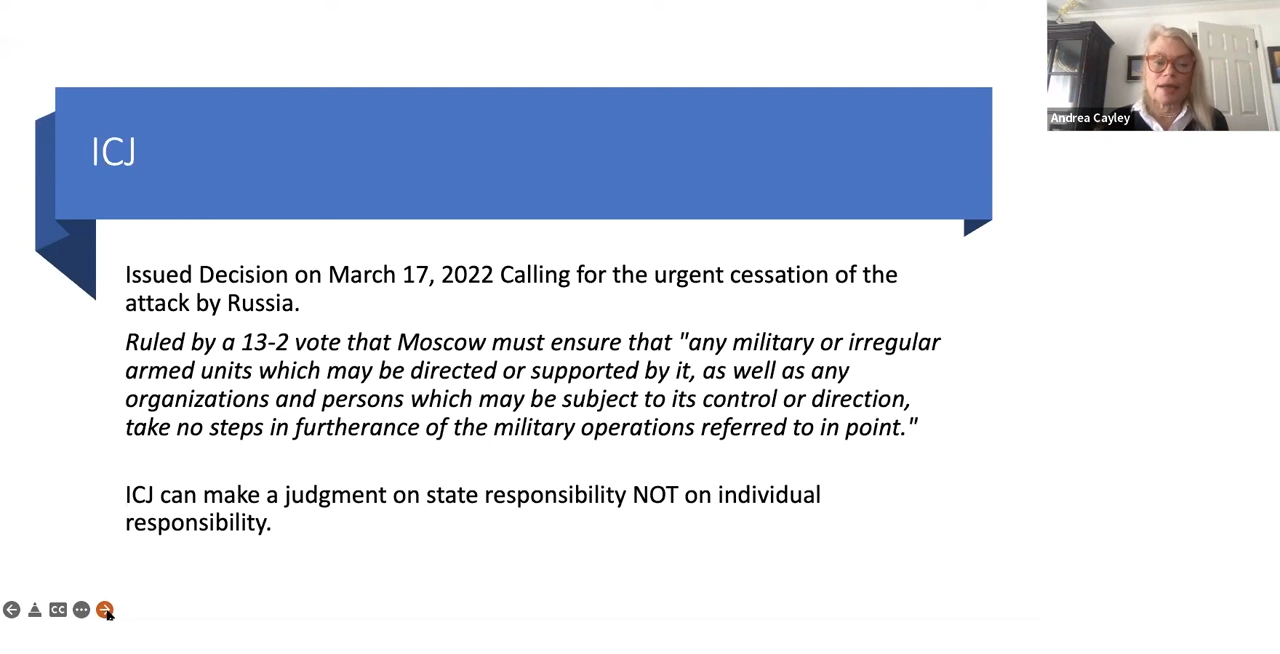 ICJ
Issued Decision on March 17, 2022 Calling for the urgent cessation of the
attack by Russia.
Ruled by a 13-2 vote that Moscow must ensure that "any military or irregular
armed units which may be directed or supported by it, as well as any
organizations and persons which may be subject to its control or direction,
take no steps in furtherance of the military operations referred to in point."
ICJ can make a judgment on state responsibility NOT on individual
responsibility.
Andrea Cayley
CC